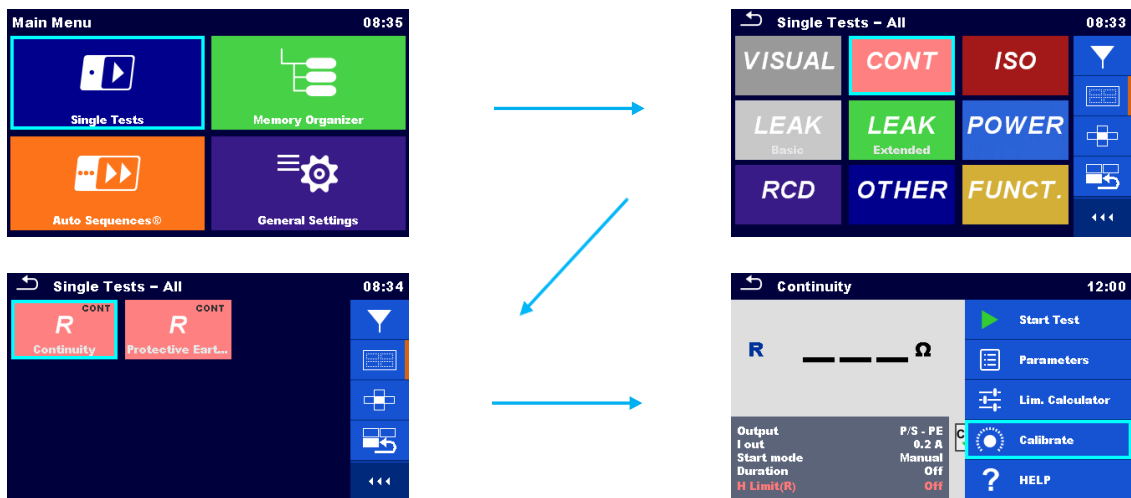 Main Menu 08:35
Single Tests
Memory Organizer
Auto Sequences®
General Settings
Single Tests – All 08:33
VISUAL
CONT
ISO
LEAK
Basic
LEAK
Extended
POWER
RCD
OTHER
FUNCT.
Single Tests – All 08:34
CONT
R
Continuity
CONT
R
Protective Eart...
Continuity 12:00
R ___ Ω
Start Test
Parameters
Lim. Calculator
Calibrate
? HELP
Output P/S - PE
I out 0.2 A
Start mode Manual
Duration Off
H Limit(R) Off